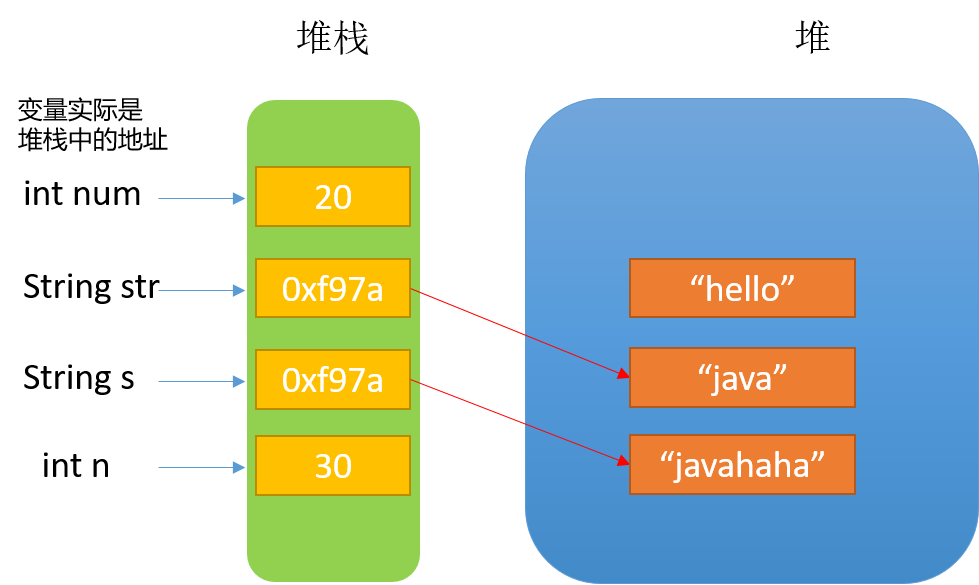 堆栈
堆
变量实际是
堆栈中的地址
int num
20
String str
0xf97a
“hello”
String s
0xf97a
“java”
int n
30
“javahaha”